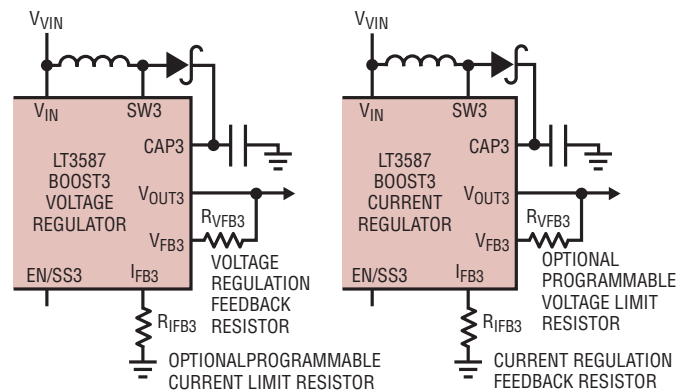 VVIN
VIN
SW3
CAP3
LT3587
BOOST3
VOLTAGE
REGULATOR
VOUT3
RVFB3
VFB3
EN/SS3
IFB3
VOLTAGE
REGULATION
FEEDBACK
RESISTOR
RIFB3
OPTIONALPROGRAMMABLE
CURRENT LIMIT RESISTOR
VVIN
VIN
SW3
CAP3
LT3587
BOOST3
CURRENT
REGULATOR
VOUT3
RVFB3
VFB3
EN/SS3
IFB3
OPTIONAL
PROGRAMMABLE
VOLTAGE LIMIT
RESISTOR
RIFB3
CURRENT REGULATION
FEEDBACK RESISTOR